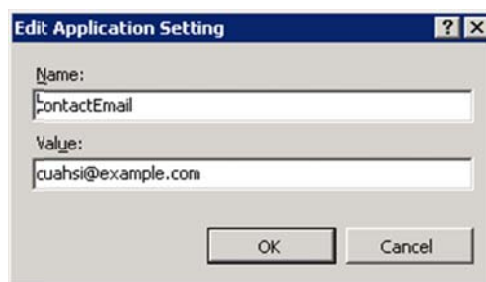 Edit Application Setting
? X
Name:
contactEmail
Value:
cuahsi@example.com
OK
Cancel